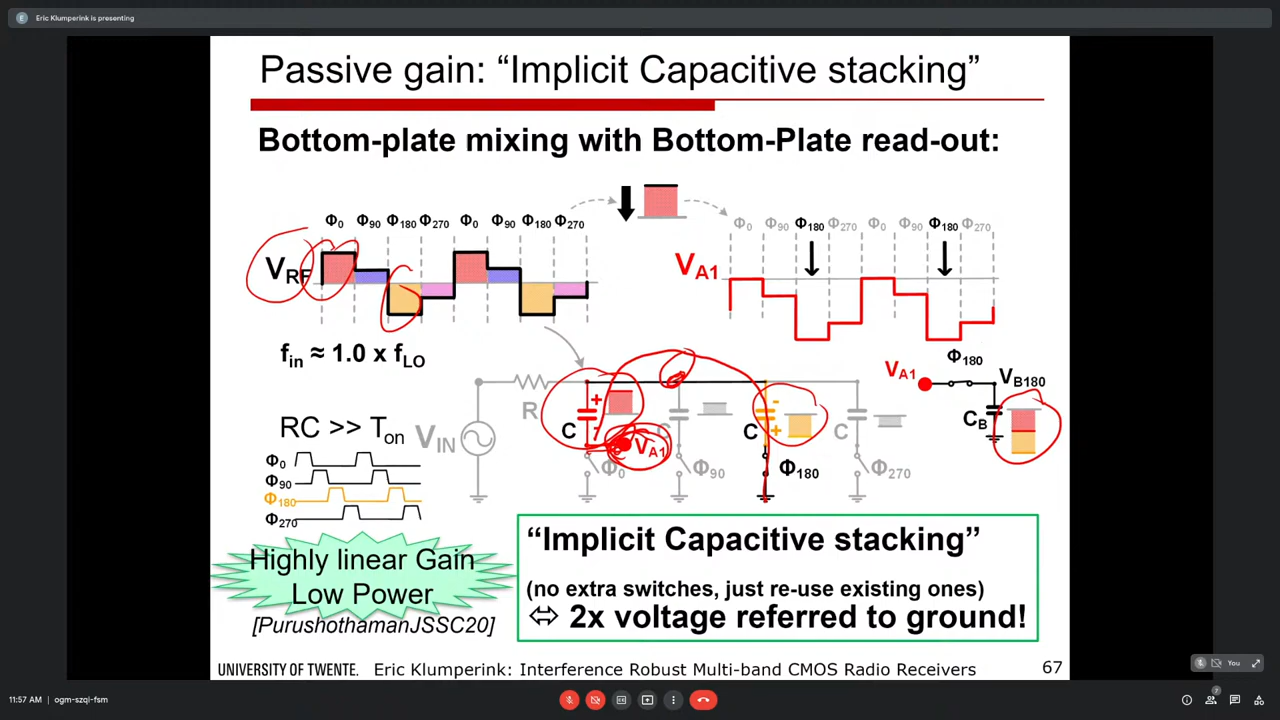 E Eric Klumperink is presenting
Passive gain: “Implicit Capacitive stacking”
Bottom-plate mixing with Bottom-Plate read-out:
Φ0 Φ90 Φ180 Φ270 Φ0 Φ90 Φ180 Φ270
VRF
Φ0 Φ90 Φ180 Φ270 Φ0 Φ90 Φ180 Φ270
VA1
fin ≈ 1.0 x fLO
RC >> Ton
Φ0
Φ90
Φ180
Φ270
R
VIN
C + -
VA1
Φ0
C
Φ90
C - +
Φ180
C
Φ270
VA1
Φ180
VB180
CB
Highly linear Gain
Low Power
[PurushothamanJSSC20]
“Implicit Capacitive stacking”
(no extra switches, just re-use existing ones)
⇔ 2x voltage referred to ground!
UNIVERSITY OF TWENTE. Eric Klumperink: Interference Robust Multi-band CMOS Radio Receivers 67
You
11:57 AM | ogm-szqi-fsm
7